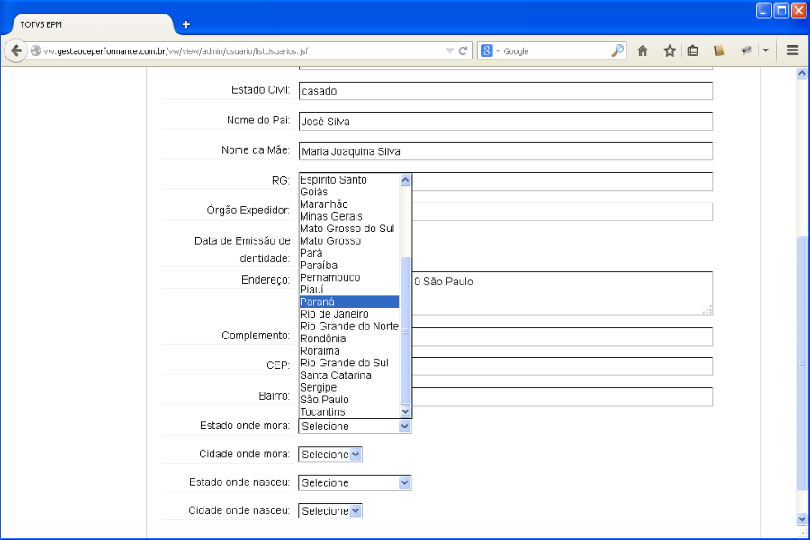 TOTVS EPM
vw.gestaoceperformance.com.br/vw/view/admin/usuario/listUsuarios.jsf
Google
Estado Civil: casado
Nome do Pai: José Silva
Nome da Mãe: Maria Joaquina Silva
RG:
Órgão Expedidor:
Data de Emissão de
dentidade:
Endereço: 0 São Paulo
Complemento:
CEP:
Bairro:
Espirito Santo
Goiás
Maranhão
Minas Gerais
Mato Grosso do Sul
Mato Grosso
Pará
Paraíba
Pernambuco
Piauí
Paraná
Rio de Janeiro
Rio Grande do Norte
Rondônia
Roraima
Rio Grande do Sul
Santa Catarina
Sergipe
São Paulo
Tocantins
Estado onde mora: Selecione
Cidade onde mora: Selecione
Estado onde nasceu: Selecione
Cidade onde nasceu: Selecione